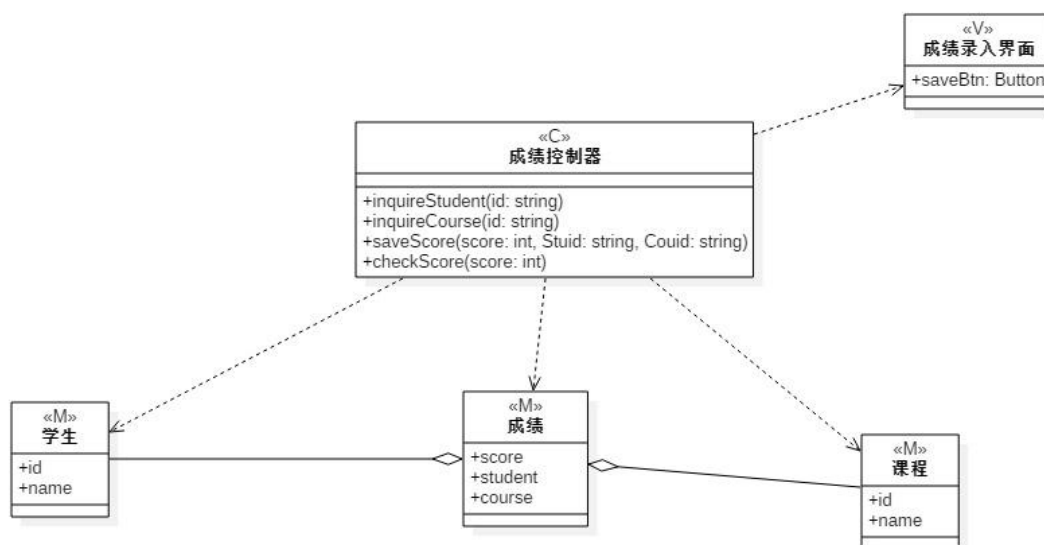 «V»
成绩录入界面
+saveBtn: Button
«C»
成绩控制器
+inquireStudent(id: string)
+inquireCourse(id: string)
+saveScore(score: int, Stuid: string, Couid: string)
+checkScore(score: int)
«M»
学生
+id
+name
«M»
成绩
+score
+student
+course
«M»
课程
+id
+name